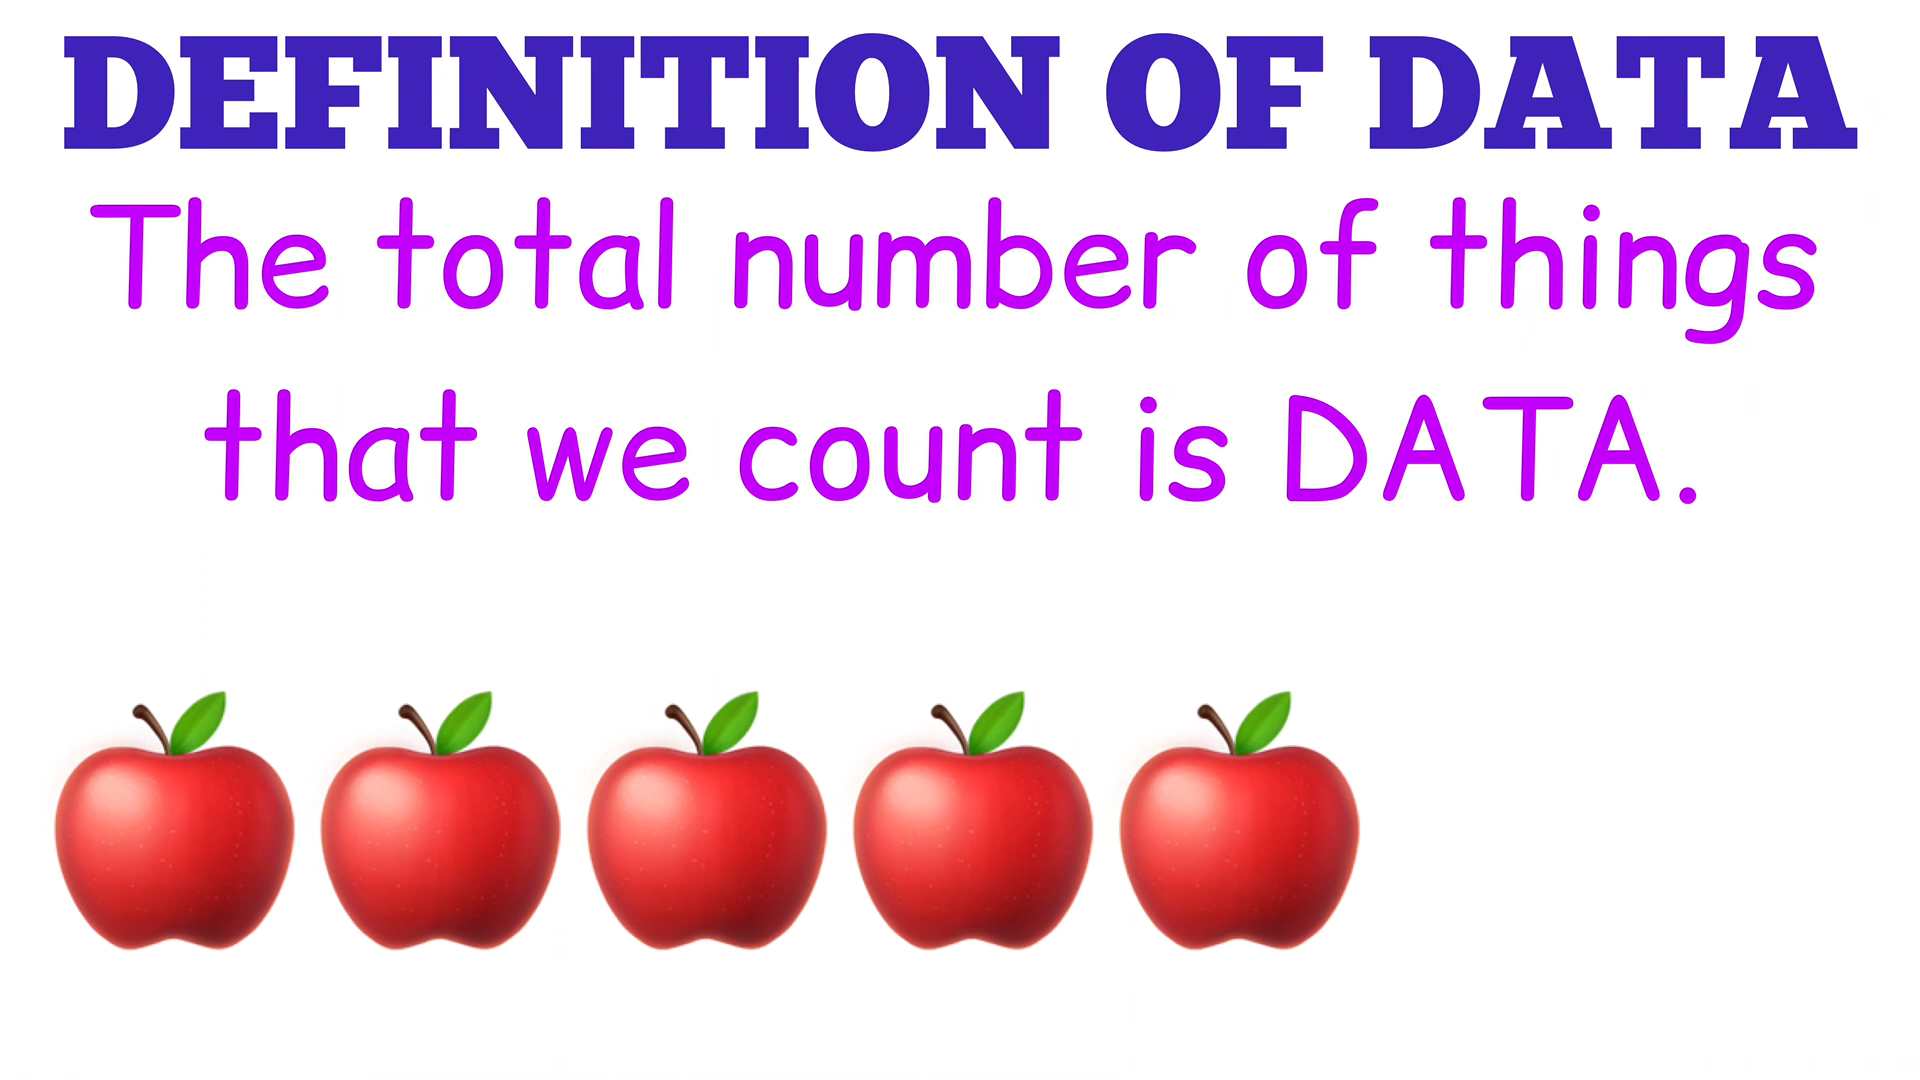 DEFINITION OF DATA
The total number of things
that we count is DATA.